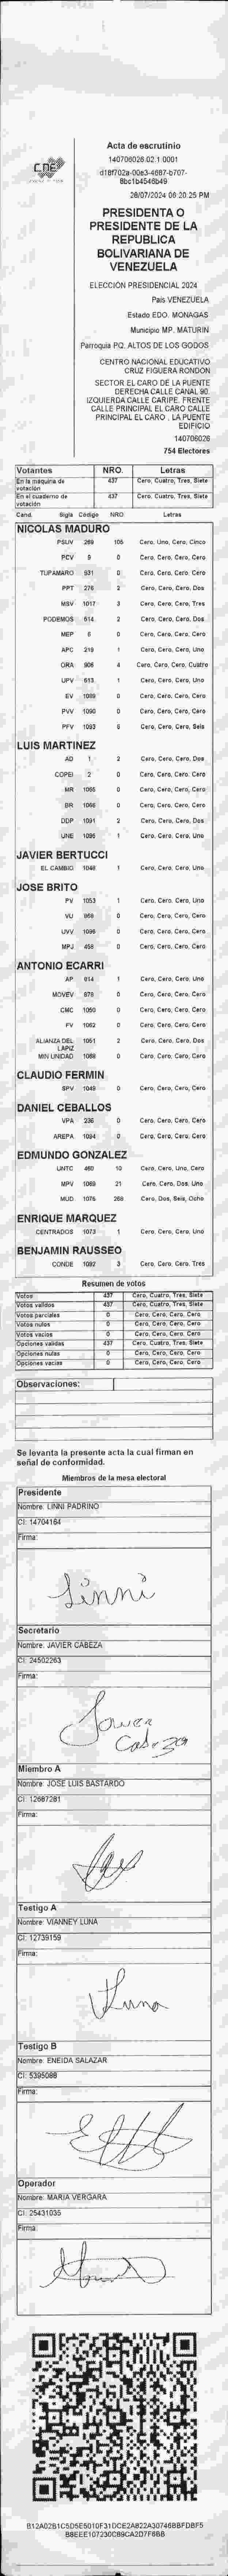 CNE
Acta de escrutinio
140706026.02.1.0001
28/07/2024 06:20:25 PM
PRESIDENTA O
PRESIDENTE DE LA
REPUBLICA
BOLIVARIANA DE
VENEZUELA
ELECCIÓN PRESIDENCIAL 2024
País VENEZUELA
Estado EDO. MONAGAS
Municipio MP. MATURIN
Parroquia PQ. ALTOS DE LOS GODOS
CENTRO NACIONAL EDUCATIVO
CRUZ FIGUERA RONDON
SECTOR EL CARO DE LA PUENTE
DERECHA CALLE CANAL 90.
IZQUIERDA CALLE CARIPE. FRENTE
CALLE PRINCIPAL EL CARO CALLE
PRINCIPAL EL CARO , LA PUENTE
EDIFICIO
140706026
754 Electores
Votantes NRO. Letras
En la máquina de votación 437 Cero, Cuatro, Tres, Siete
En el cuaderno de votación 437 Cero, Cuatro, Tres, Siete
Cand. Sigla Código NRO. Letras
NICOLAS MADURO
PSUV 269 105 Cero, Uno, Cero, Cinco
PCV 9 0 Cero, Cero, Cero, Cero
TUPAMARO 931 0 Cero, Cero, Cero, Cero
PPT 276 2 Cero, Cero, Cero, Dos
MSV 1017 3 Cero, Cero, Cero, Tres
PODEMOS 614 2 Cero, Cero, Cero, Dos
MEP 6 0 Cero, Cero, Cero, Cero
APC 219 1 Cero, Cero, Cero, Uno
ORA 906 4 Cero, Cero, Cero, Cuatro
UPV 613 1 Cero, Cero, Cero, Uno
EV 1089 0 Cero, Cero, Cero, Cero
PVV 1090 0 Cero, Cero, Cero, Cero
PFV 1093 6 Cero, Cero, Cero, Seis
LUIS MARTINEZ
AD 1 2 Cero, Cero, Cero, Dos
COPEI 2 0 Cero, Cero, Cero, Cero
MR 1065 0 Cero, Cero, Cero, Cero
BR 1066 0 Cero, Cero, Cero, Cero
DDP 1091 2 Cero, Cero, Cero, Dos
UNE 1095 1 Cero, Cero, Cero, Uno
JAVIER BERTUCCI
EL CAMBIO 1048 1 Cero, Cero, Cero, Uno
JOSE BRITO
PV 1053 1 Cero, Cero, Cero, Uno
VU 868 0 Cero, Cero, Cero, Cero
UVV 1096 0 Cero, Cero, Cero, Cero
MPJ 458 0 Cero, Cero, Cero, Cero
ANTONIO ECARRI
AP 914 1 Cero, Cero, Cero, Uno
MOVEV 879 0 Cero, Cero, Cero, Cero
CMC 1050 0 Cero, Cero, Cero, Cero
FV 1062 0 Cero, Cero, Cero, Cero
ALIANZA DEL LAPIZ 1051 2 Cero, Cero, Cero, Dos
MIN UNIDAD 1088 0 Cero, Cero, Cero, Cero
CLAUDIO FERMIN
SPV 1049 0 Cero, Cero, Cero, Cero
DANIEL CEBALLOS
VPA 236 0 Cero, Cero, Cero, Cero
AREPA 1094 0 Cero, Cero, Cero, Cero
EDMUNDO GONZALEZ
UNTC 460 10 Cero, Cero, Uno, Cero
MPV 1069 21 Cero, Cero, Dos, Uno
MUD 1076 268 Cero, Dos, Seis, Ocho
ENRIQUE MARQUEZ
CENTRADOS 1073 1 Cero, Cero, Cero, Uno
BENJAMIN RAUSSEO
CONDE 1092 3 Cero, Cero, Cero, Tres
Resumen de votos
Votos 437 Cero, Cuatro, Tres, Siete
Votos validos 437 Cero, Cuatro, Tres, Siete
Votos parciales 0 Cero, Cero, Cero, Cero
Votos nulos 0 Cero, Cero, Cero, Cero
Votos vacios 0 Cero, Cero, Cero, Cero
Opciones validas 437 Cero, Cuatro, Tres, Siete
Opciones nulas 0 Cero, Cero, Cero, Cero
Opciones vacias 0 Cero, Cero, Cero, Cero
Observaciones:
Se levanta la presente acta la cual firman en
señal de conformidad.
Miembros de la mesa electoral
Presidente
Nombre: LINNI PADRINO
CI: 14704164
Firma:
Linni
Secretario
Nombre: JAVIER CABEZA
CI: 24502263
Firma:
Cabeza
Miembro A
Nombre: JOSE LUIS BASTARDO
CI: 12687281
Firma:
Testigo A
Nombre: VIANNEY LUNA
CI: 12739159
Firma:
VLuna
Testigo B
Nombre: ENEIDA SALAZAR
CI: 5395088
Firma:
Operador
Nombre: MARIA VERGARA
CI: 25431035
Firma: